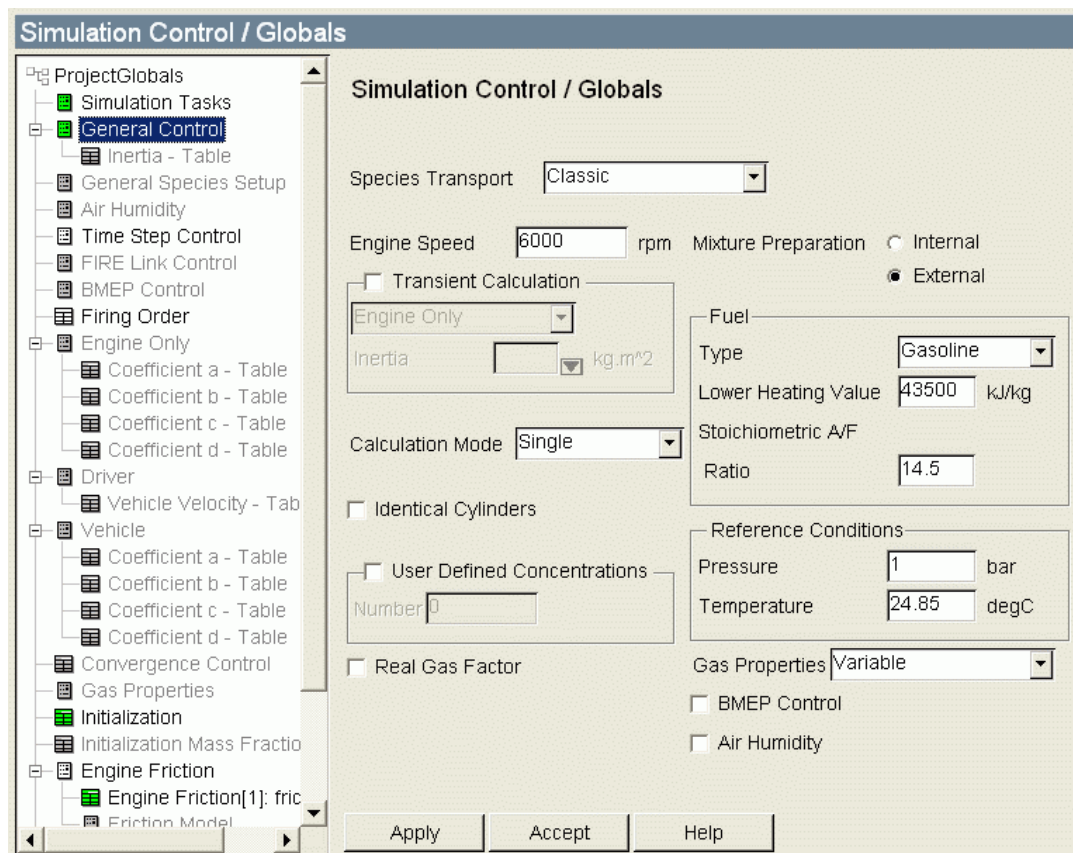 Simulation Control / Globals
ProjectGlobals
Simulation Tasks
General Control
Inertia - Table
General Species Setup
Air Humidity
Time Step Control
FIRE Link Control
BMEP Control
Firing Order
Engine Only
Coefficient a - Table
Coefficient b - Table
Coefficient c - Table
Coefficient d - Table
Driver
Vehicle Velocity - Tab
Vehicle
Coefficient a - Table
Coefficient b - Table
Coefficient c - Table
Coefficient d - Table
Convergence Control
Gas Properties
Initialization
Initialization Mass Fractio
Engine Friction
Engine Friction[1]: fric
Friction Model
Simulation Control / Globals
Species Transport Classic
Engine Speed 6000 rpm
Transient Calculation
Engine Only
Inertia kg.m^2
Calculation Mode Single
Identical Cylinders
User Defined Concentrations
Number 0
Real Gas Factor
Mixture Preparation Internal
External
Fuel
Type Gasoline
Lower Heating Value 43500 kJ/kg
Stoichiometric A/F
Ratio 14.5
Reference Conditions
Pressure 1 bar
Temperature 24.85 degC
Gas Properties Variable
BMEP Control
Air Humidity
Apply Accept Help